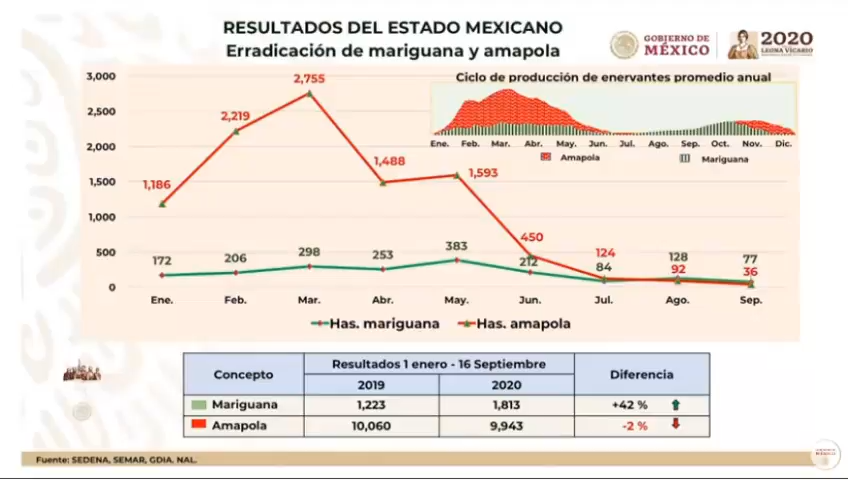 RESULTADOS DEL ESTADO MEXICANO
Erradicación de mariguana y amapola
GOBIERNO DE
MÉXICO
2020
LEONA VICARIO
Ciclo de producción de enervantes promedio anual
Ene. Feb. Mar. Abr. May. Jun. Jul. Ago. Sep. Oct. Nov. Dic.
Amapola Mariguana
3,000
2,500
2,000
1,500
1,000
500
0
1,186 2,219 2,755 1,488 1,593 450 124 92 36
172 206 298 253 383 212 84 128 77
Ene. Feb. Mar. Abr. May. Jun. Jul. Ago. Sep.
Has. mariguana Has. amapola
Concepto Resultados 1 enero - 16 Septiembre Diferencia
2019 2020
Mariguana 1,223 1,813 +42 %
Amapola 10,060 9,943 -2 %
Fuente: SEDENA, SEMAR, GDIA. NAL.